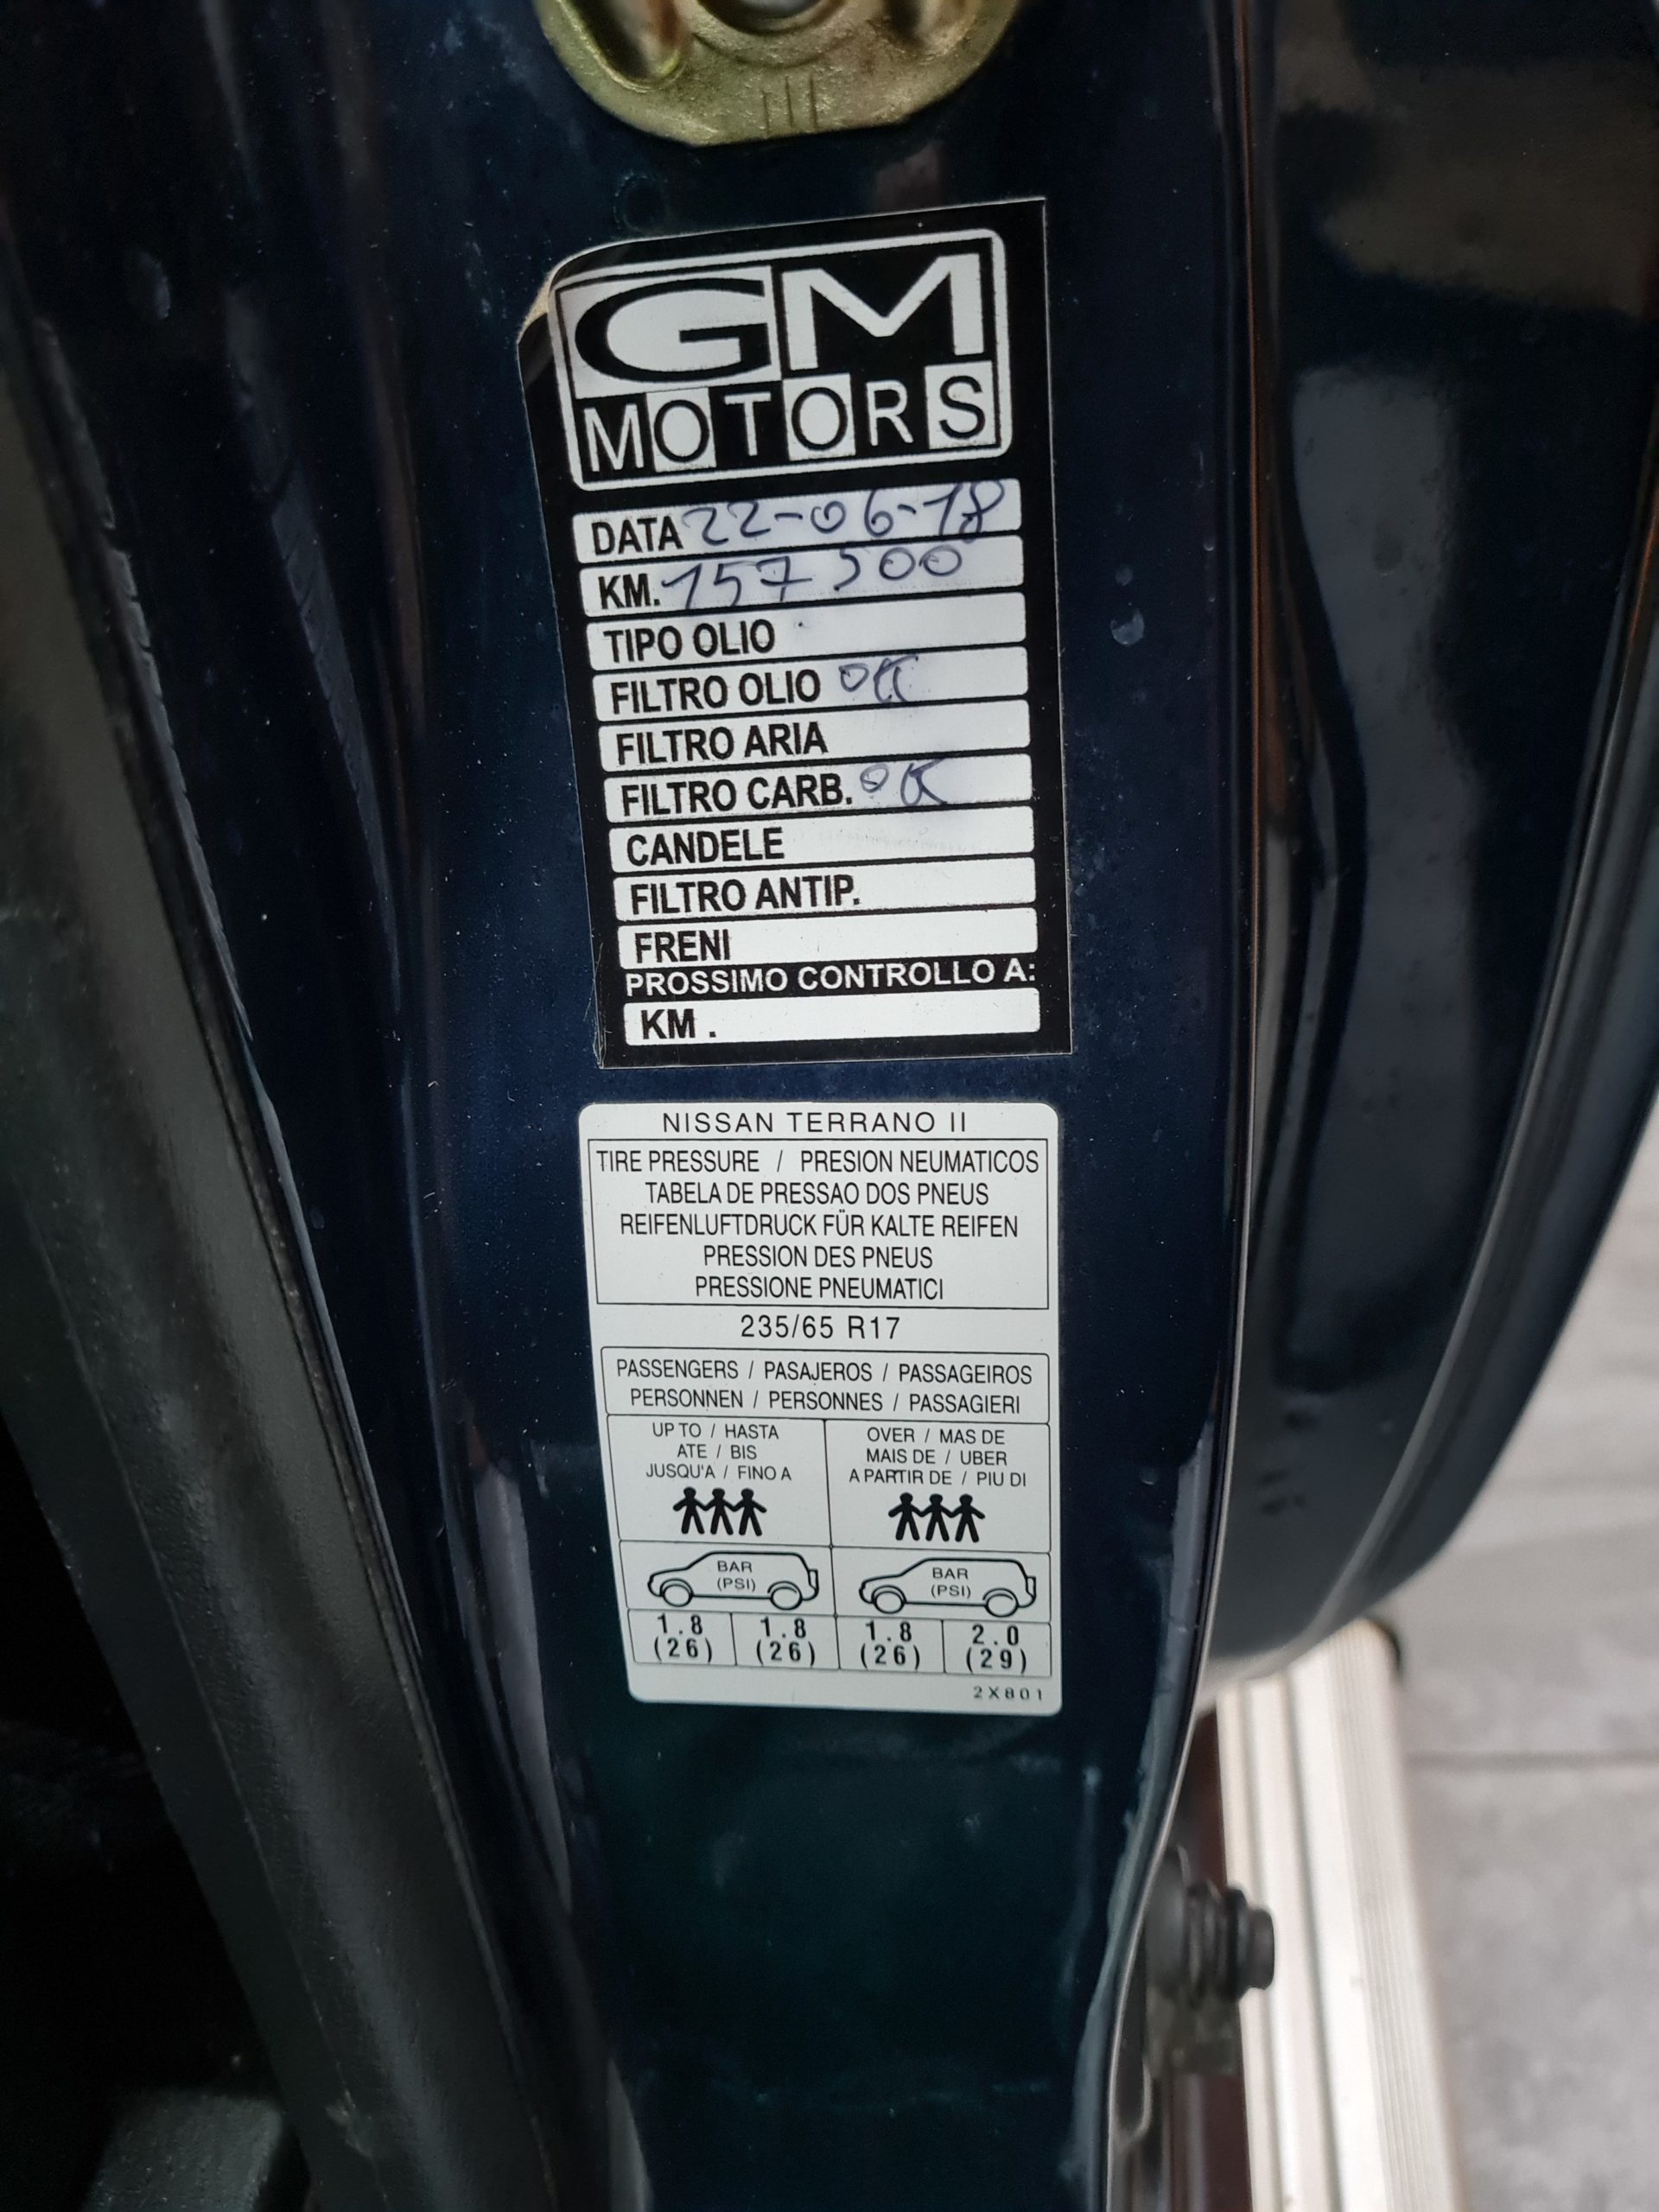 GM
MOTORS
DATA 22-06-18
KM. 157 500
TIPO OLIO
FILTRO OLIO OK
FILTRO ARIA
FILTRO CARB. OK
CANDELE
FILTRO ANTIP.
FRENI
PROSSIMO CONTROLLO A:
KM .
NISSAN TERRANO II
TIRE PRESSURE / PRESION NEUMATICOS
TABELA DE PRESSAO DOS PNEUS
REIFENLUFTDRUCK FÜR KALTE REIFEN
PRESSION DES PNEUS
PRESSIONE PNEUMATICI
235/65 R17
PASSENGERS / PASAJEROS / PASSAGEIROS
PERSONNEN / PERSONNES / PASSAGIERI
UP TO / HASTA
ATE / BIS
JUSQU'A / FINO A
OVER / MAS DE
MAIS DE / UBER
A PARTIR DE / PIU DI
BAR
(PSI)
BAR
(PSI)
1.8 1.8 1.8 2.0
(26) (26) (26) (29)
2X801